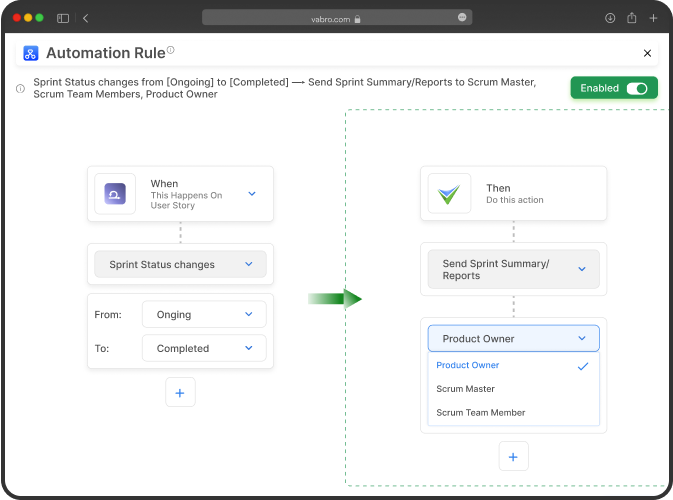 vabro.com
Automation Rule
Sprint Status changes from [Ongoing] to [Completed] ⟶ Send Sprint Summary/Reports to Scrum Master,
Scrum Team Members, Product Owner
Enabled
When
This Happens On
User Story
Sprint Status changes
From: Onging
To: Completed
Then
Do this action
Send Sprint Summary/
Reports
Product Owner
Product Owner
Scrum Master
Scrum Team Member